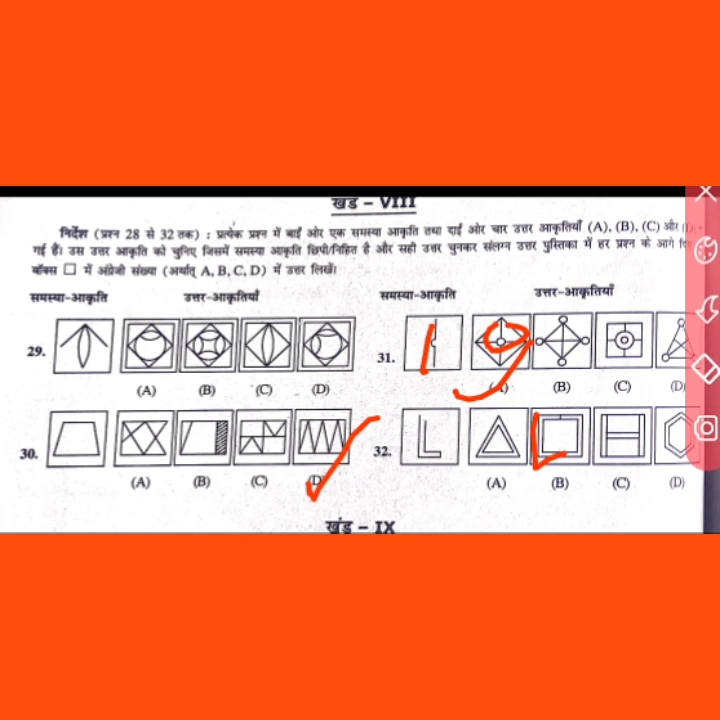 खंड – VIII
निर्देश (प्रश्न 28 से 32 तक) : प्रत्येक प्रश्न में बाईं ओर एक समस्या आकृति तथा दाईं ओर चार उत्तर आकृतियाँ (A), (B), (C) और (D)
गई हैं। उस उत्तर आकृति को चुनिए जिसमें समस्या आकृति छिपी/निहित है और सही उत्तर चुनकर संलग्न उत्तर पुस्तिका में हर प्रश्न के आगे
बॉक्स में अंग्रेजी संख्या (अर्थात् A, B, C, D) में उत्तर लिखें।
समस्या-आकृति उत्तर-आकृतियाँ
29.
(A) (B) (C) (D)
30.
(A) (B) (C) (D)
समस्या-आकृति उत्तर-आकृतियाँ
31.
(A) (B) (C) (D)
32.
(A) (B) (C) (D)
खंड – IX